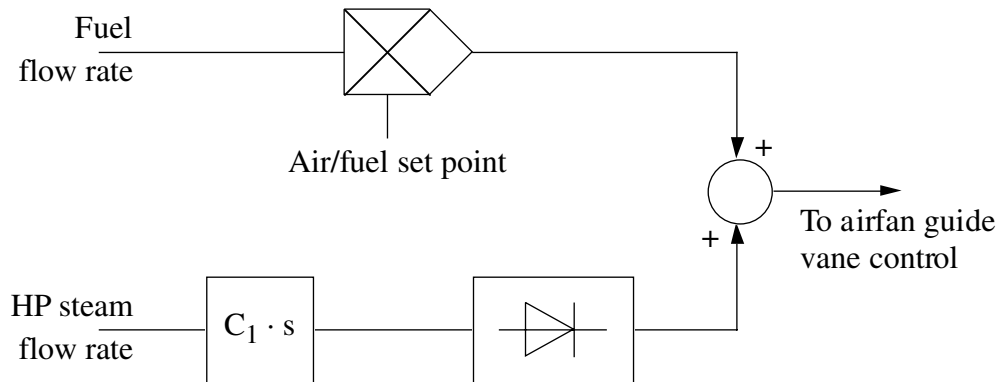 Fuel
flow rate
Air/fuel set point
+
+
To airfan guide
vane control
HP steam
flow rate
C₁ · s